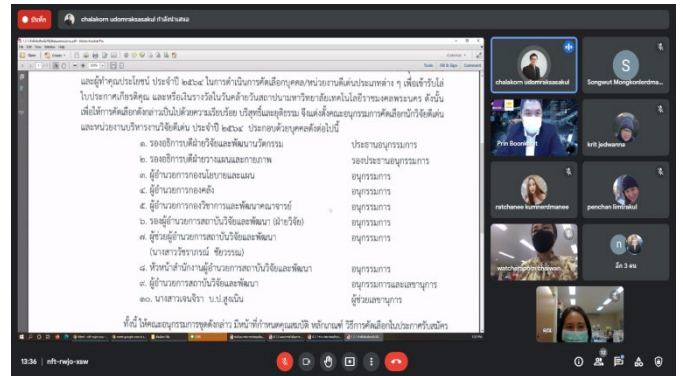 บันทึก
chalakorn udomraksasakul กำลังนำเสนอ
และผู้ทำคุณประโยชน์ ประจำปี ๒๕๖๔ ในการดำเนินการคัดเลือกบุคคล/หน่วยงานดีเด่นประเภทต่าง ๆ เพื่อเข้ารับโล่
ใบประกาศเกียรติคุณ และหรือเงินรางวัลในวันคล้ายวันสถาปนามหาวิทยาลัยเทคโนโลยีราชมงคลพระนคร ดังนั้น
เพื่อให้การคัดเลือกดังกล่าวเป็นไปด้วยความเรียบร้อย บริสุทธิ์และยุติธรรม จึงแต่งตั้งคณะอนุกรรมการคัดเลือกนักวิจัยดีเด่น
และหน่วยงานบริหารงานวิจัยดีเด่น ประจำปี ๒๕๖๔ ประกอบด้วยบุคคลดังต่อไปนี้
๑. รองอธิการบดีฝ่ายวิจัยและพัฒนานวัตกรรม ประธานอนุกรรมการ
๒. รองอธิการบดีฝ่ายวางแผนและกายภาพ รองประธานอนุกรรมการ
๓. ผู้อำนวยการกองนโยบายและแผน อนุกรรมการ
๔. ผู้อำนวยการกองคลัง อนุกรรมการ
๕. ผู้อำนวยการกองวิชาการและพัฒนาคณาจารย์ อนุกรรมการ
๖. รองผู้อำนวยการสถาบันวิจัยและพัฒนา (ฝ่ายวิจัย) อนุกรรมการ
๗. ผู้ช่วยผู้อำนวยการสถาบันวิจัยและพัฒนา อนุกรรมการ
(นางสาววัชราภรณ์ ชัยวรรณ)
๘. หัวหน้าสำนักงานผู้อำนวยการสถาบันวิจัยและพัฒนา อนุกรรมการ
๙. ผู้อำนวยการสถาบันวิจัยและพัฒนา อนุกรรมการและเลขานุการ
๑๐. นางสาวเจนจิรา บ.ป.สูงเนิน ผู้ช่วยเลขานุการ
ทั้งนี้ ให้คณะอนุกรรมการชุดดังกล่าว มีหน้าที่กำหนดคุณสมบัติ หลักเกณฑ์ วิธีการคัดเลือกในประกาศรับสมัคร
chalakorn udomraksasakul
Songwut Mongkonlerdma...
Prin Boonkhot
krit jedwanna
ratchanee kumnerdmanee
penchan limtrakul
watcharaporn chaiwan
n
อีก 3 คน
คุณ
13:36 | nft-rwjo-xsw
12